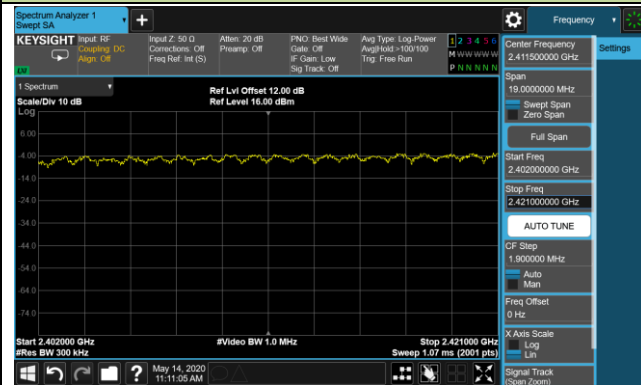 Spectrum Analyzer 1
Swept SA
+
Frequency
KEYSIGHT
Input: RF
Coupling: DC
Align: Off
Input Z: 50 Ω
Corrections: Off
Freq Ref: Int (S)
Atten: 20 dB
Preamp: Off
PNO: Best Wide
Gate: Off
IF Gain: Low
Sig Track: Off
Avg Type: Log-Power
Avg|Hold:>100/100
Trig: Free Run
1 2 3 4 5 6
M W W W W W
P N N N N N
LW
1 Spectrum
Scale/Div 10 dB
Ref Lvl Offset 12.00 dB
Ref Level 16.00 dBm
Log
6.00
-4.00
-14.0
-24.0
-34.0
-44.0
-54.0
-64.0
-74.0
Start 2.402000 GHz
#Res BW 300 kHz
#Video BW 1.0 MHz
Stop 2.421000 GHz
Sweep 1.07 ms (2001 pts)
May 14, 2020
11:11:05 AM
?
Center Frequency
2.411500000 GHz
Settings
Span
19.0000000 MHz
Swept Span
Zero Span
Full Span
Start Freq
2.402000000 GHz
Stop Freq
2.421000000 GHz
AUTO TUNE
CF Step
1.900000 MHz
Auto
Man
Freq Offset
0 Hz
X Axis Scale
Log
Lin
Signal Track
(Span Zoom)